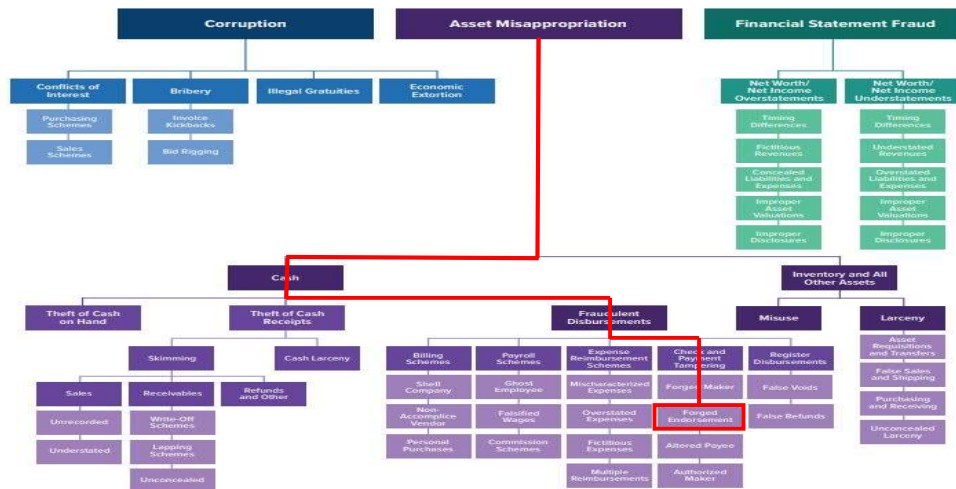 Corruption
Asset Misappropriation
Financial Statement Fraud
Conflicts of
Interest
Bribery
Illegal Gratuities
Economic
Extortion
Purchasing
Schemes
Sales
Schemes
Invoice
Kickbacks
Bid Rigging
Net Worth/
Net Income
Overstatements
Net Worth/
Net Income
Understatements
Timing
Differences
Fictitious
Revenues
Concealed
Liabilities and
Expenses
Improper
Asset
Valuations
Improper
Disclosures
Timing
Differences
Understated
Revenues
Overstated
Liabilities and
Expenses
Improper
Asset
Valuations
Improper
Disclosures
Cash
Inventory and All
Other Assets
Theft of Cash
on Hand
Theft of Cash
Receipts
Fraudulent
Disbursements
Misuse
Larceny
Skimming
Cash Larceny
Sales
Receivables
Refunds
and Other
Unrecorded
Understated
Write-Off
Schemes
Lapping
Schemes
Unconcealed
Billing
Schemes
Shell
Company
Non-
Accomplice
Vendor
Personal
Purchases
Payroll
Schemes
Ghost
Employee
Falsified
Wages
Commission
Schemes
Expense
Reimbursement
Schemes
Mischaracterized
Expenses
Overstated
Expenses
Fictitious
Expenses
Multiple
Reimbursements
Check and
Payment
Tampering
Forged Maker
Forged
Endorsement
Altered Payee
Authorized
Maker
Register
Disbursements
False Voids
False Refunds
Asset
Requisitions
and Transfers
False Sales
and Shipping
Purchasing
and Receiving
Unconcealed
Larceny